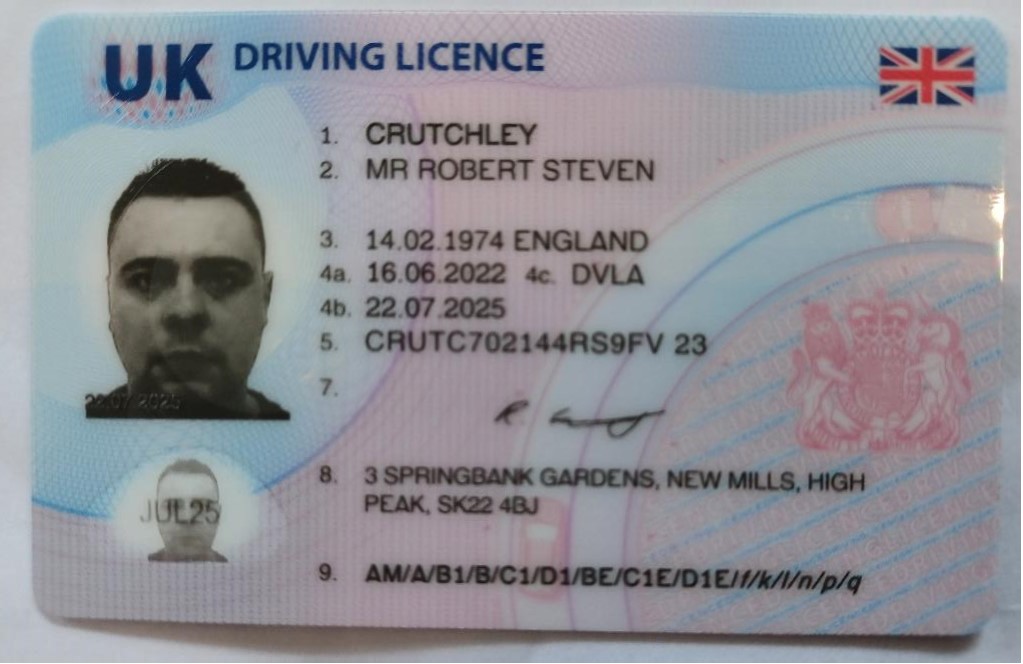 UK DRIVING LICENCE
1. CRUTCHLEY
2. MR ROBERT STEVEN
3. 14.02.1974 ENGLAND
4a. 16.06.2022 4c. DVLA
4b. 22.07.2025
5. CRUTC702144RS9FV 23
7.
22.07.2025
JUL25
8. 3 SPRINGBANK GARDENS, NEW MILLS, HIGH
PEAK, SK22 4BJ
9. AM/A/B1/B/C1/D1/BE/C1E/D1E/f/k/l/n/p/q